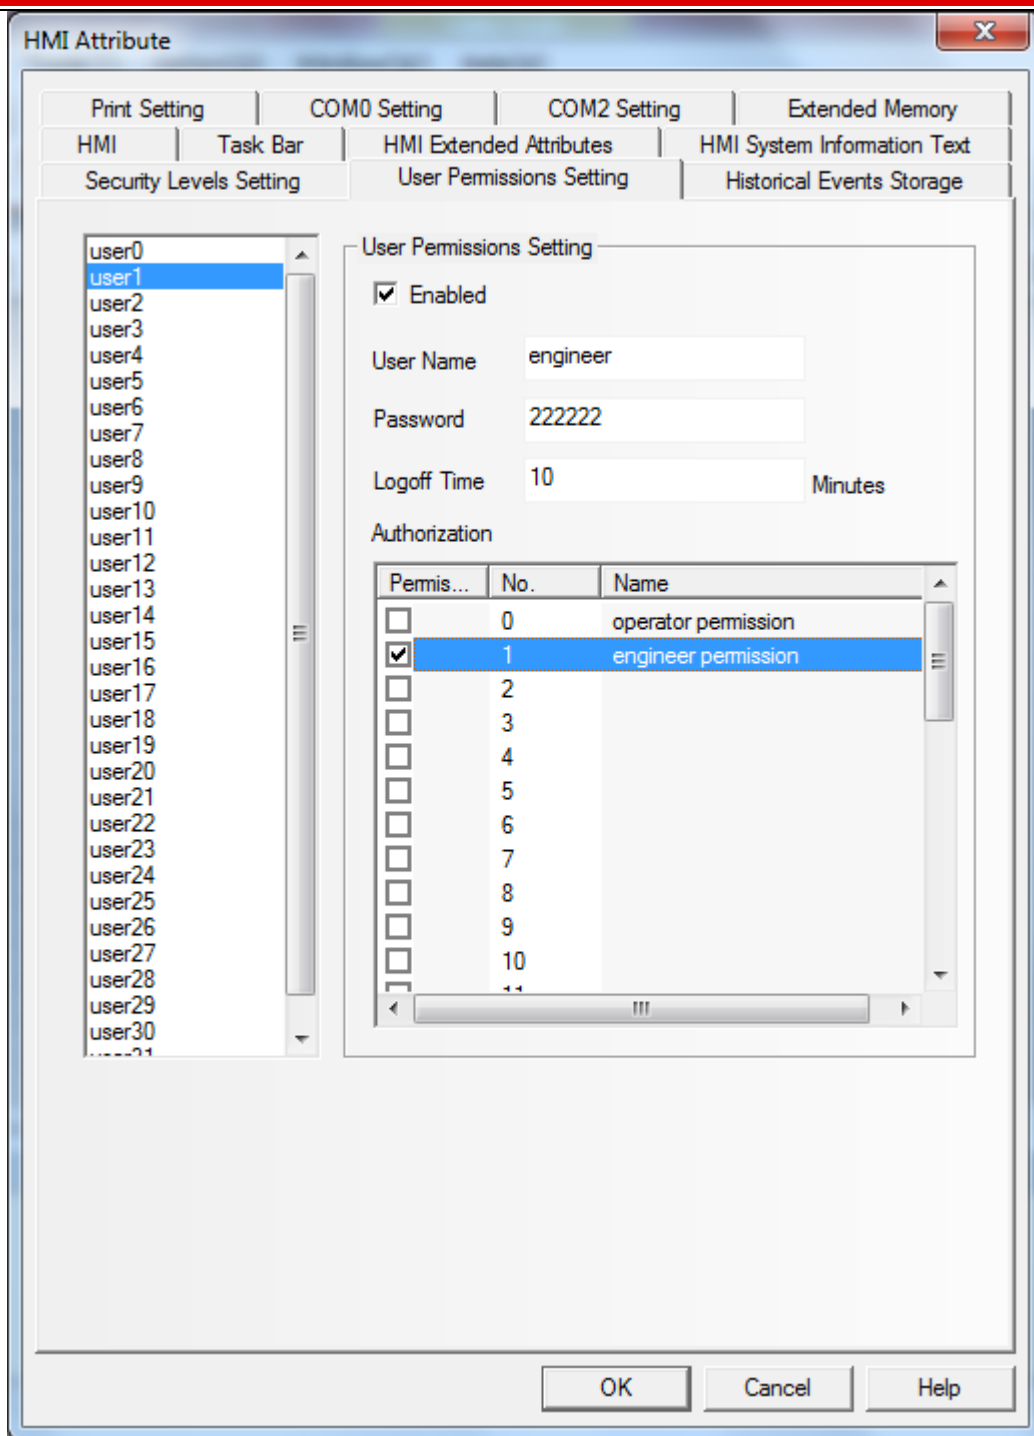 HMI Attribute
Print Setting COM0 Setting COM2 Setting Extended Memory
HMI Task Bar HMI Extended Attributes HMI System Information Text
Security Levels Setting User Permissions Setting Historical Events Storage
user0
user1
user2
user3
user4
user5
user6
user7
user8
user9
user10
user11
user12
user13
user14
user15
user16
user17
user18
user19
user20
user21
user22
user23
user24
user25
user26
user27
user28
user29
user30
user31
User Permissions Setting
Enabled
User Name engineer
Password 222222
Logoff Time 10 Minutes
Authorization
Permis... No. Name
0 operator permission
1 engineer permission
2
3
4
5
6
7
8
9
10
11
OK Cancel Help